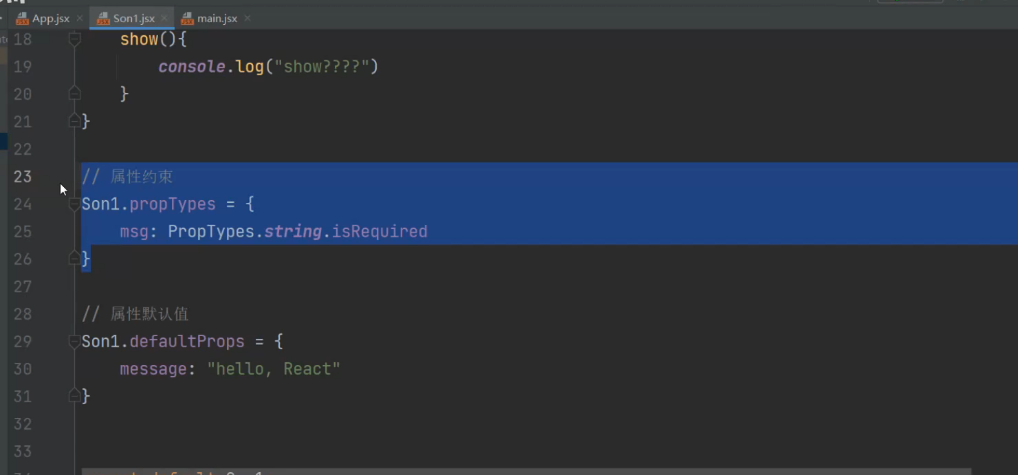 App.jsx Son1.jsx main.jsx
18 show(){
19 console.log("show????")
20 }
21 }
22
23 // 属性约束
24 Son1.propTypes = {
25 msg: PropTypes.string.isRequired
26 }
27
28 // 属性默认值
29 Son1.defaultProps = {
30 message: "hello, React"
31 }
32
33